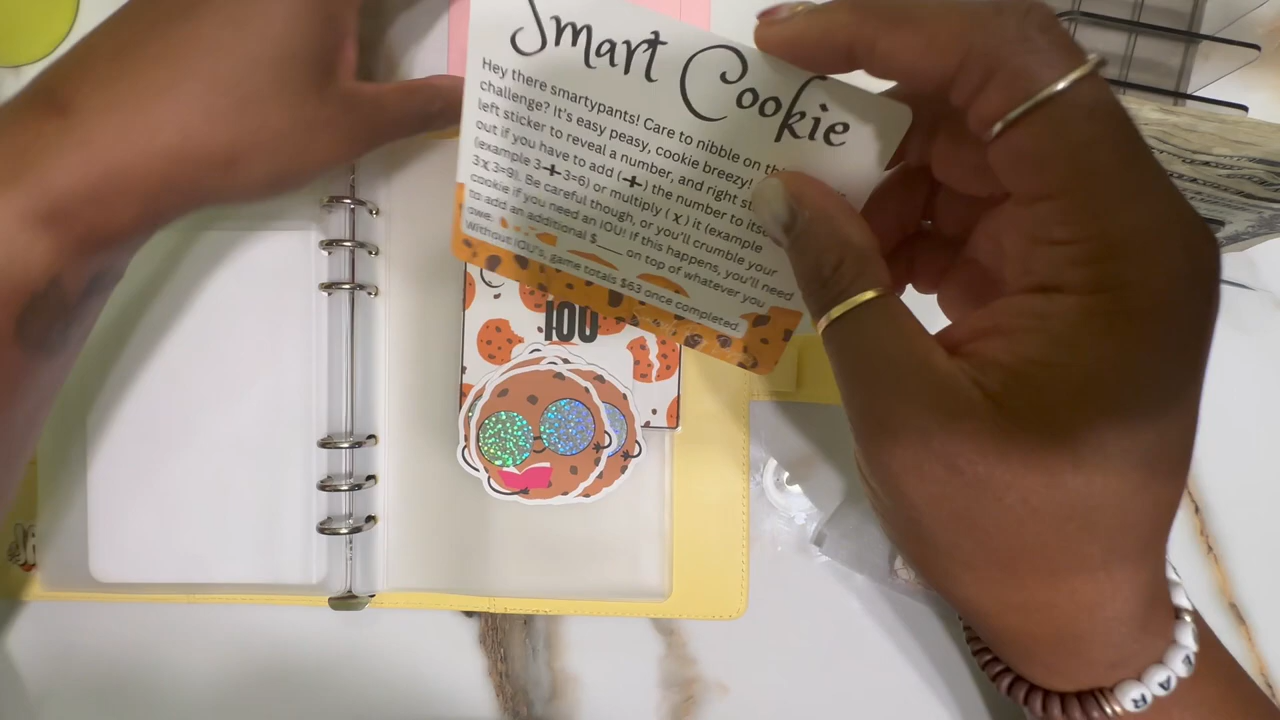 Smart Cookie
Hey there smartypants! Care to nibble on
challenge? It's easy peasy, cookie breezy!
left sticker to reveal a number, and right
out if you have to add (+) the number to
(example 3+3=6) or multiply (x) it (example
3x3=9). Be careful though, or you'll crumble your
cookie if you need an IOU! If this happens, you'll need
to add an additional $____ on top of whatever you
owe.
Without IOU's, game totals $63 once completed.
IOU
R A